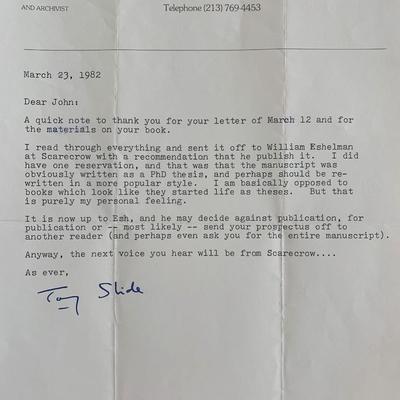 AND ARCHIVIST
Telephone (213) 769-4453
March 23, 1982
Dear John:
A quick note to thank you for your letter of March 12 and for
the materials on your book.
I read through everything and sent it off to William Eshelman
at Scarecrow with a recommendation that he publish it. I did
have one reservation, and that was that the manuscript was
obviously written as a PhD thesis, and perhaps should be re-
written in a more popular style. I am basically opposed to
books which look like they started life as theses. But that
is purely my personal feeling.
It is now up to Esh, and he may decide against publication, for
publication or -- most likely -- send your prospectus off to
another reader (and perhaps even ask you for the entire manuscript).
Anyway, the next voice you hear will be from Scarecrow....
As ever,
Tony Slide